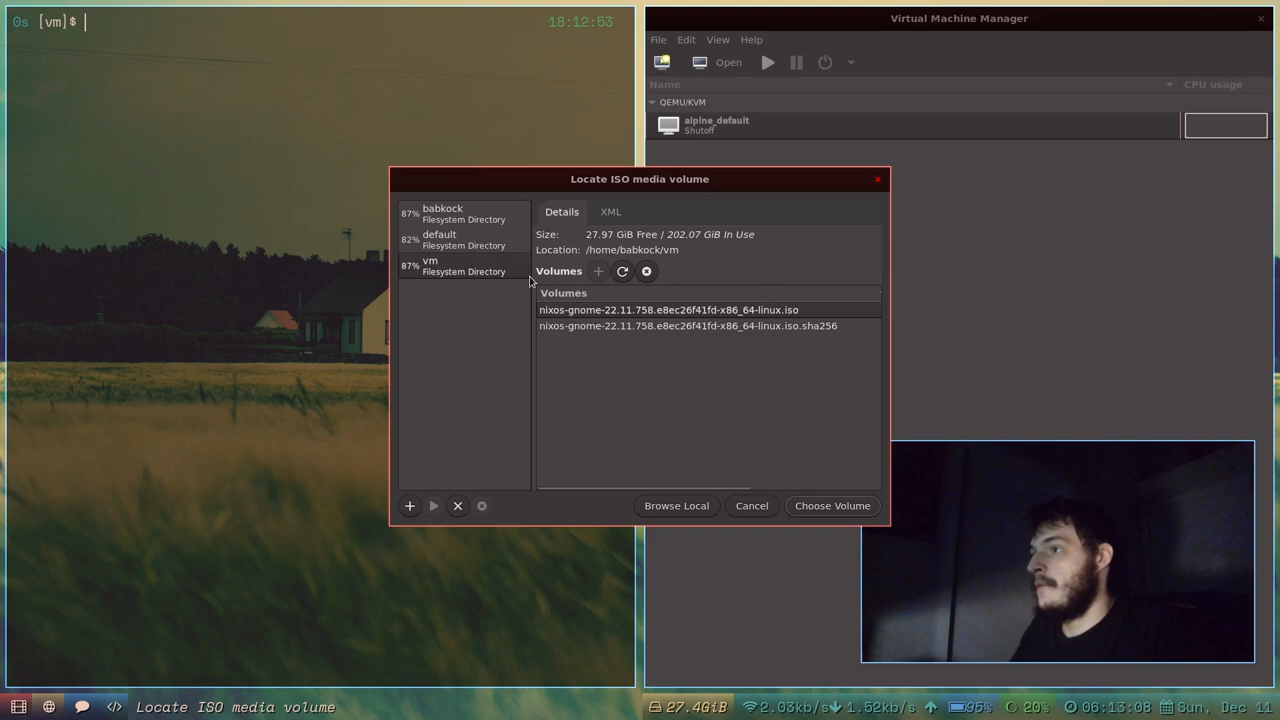 0s [vm]$
18:12:53
Virtual Machine Manager
File Edit View Help
Open
Name CPU usage
QEMU/KVM
alpine_default
Shutoff
Locate ISO media volume
87% babkock
Filesystem Directory
82% default
Filesystem Directory
87% vm
Filesystem Directory
Details XML
Size: 27.97 GiB Free / 202.07 GiB In Use
Location: /home/babkock/vm
Volumes
Volumes
nixos-gnome-22.11.758.e8ec26f41fd-x86_64-linux.iso
nixos-gnome-22.11.758.e8ec26f41fd-x86_64-linux.iso.sha256
Browse Local Cancel Choose Volume
Locate ISO media volume
27.4GiB 2.03kb/s 1.52kb/s 95% 20% 06:13:08 Sun, Dec 11